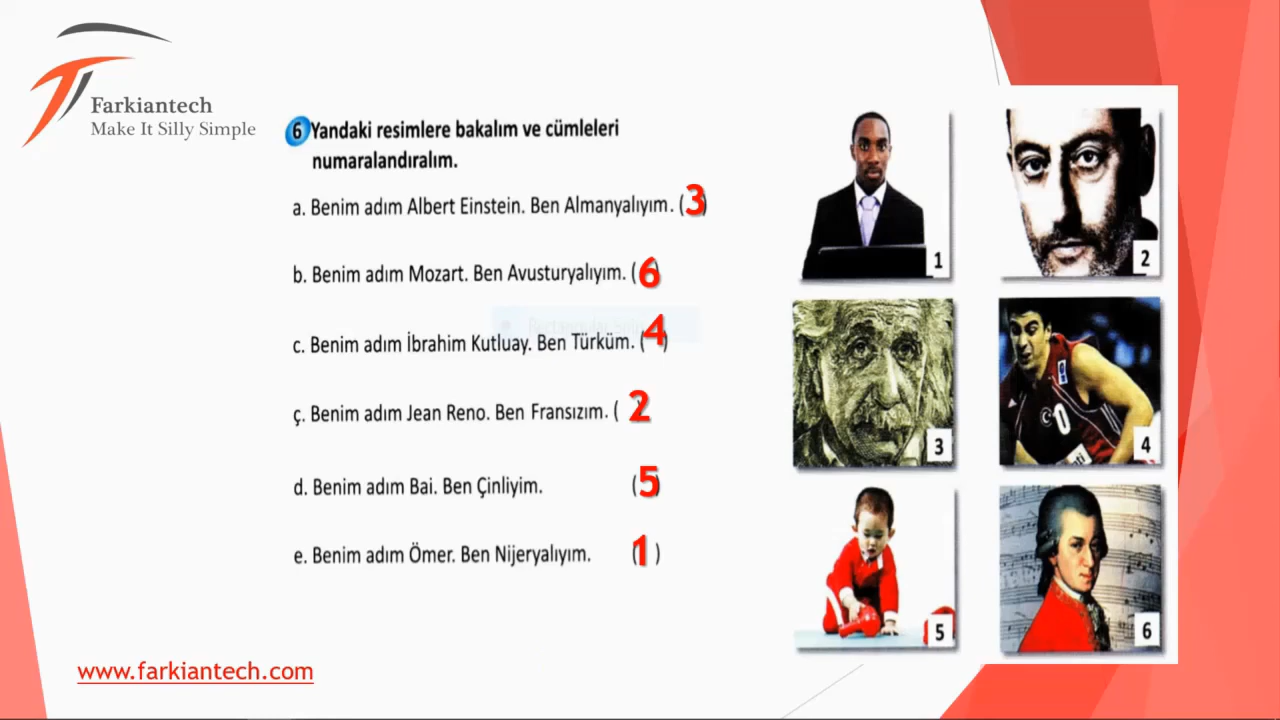 Farkiantech
Make It Silly Simple
6 Yandaki resimlere bakalım ve cümleleri
numaralandıralım.
a. Benim adım Albert Einstein. Ben Almanyalıyım. (3)
b. Benim adım Mozart. Ben Avusturyalıyım. (6)
c. Benim adım İbrahim Kutluay. Ben Türküm. (4)
ç. Benim adım Jean Reno. Ben Fransızım. (2)
d. Benim adım Bai. Ben Çinliyim. (5)
e. Benim adım Ömer. Ben Nijeryalıyım. (1)
1
2
3
10
4
5
6
www.farkiantech.com